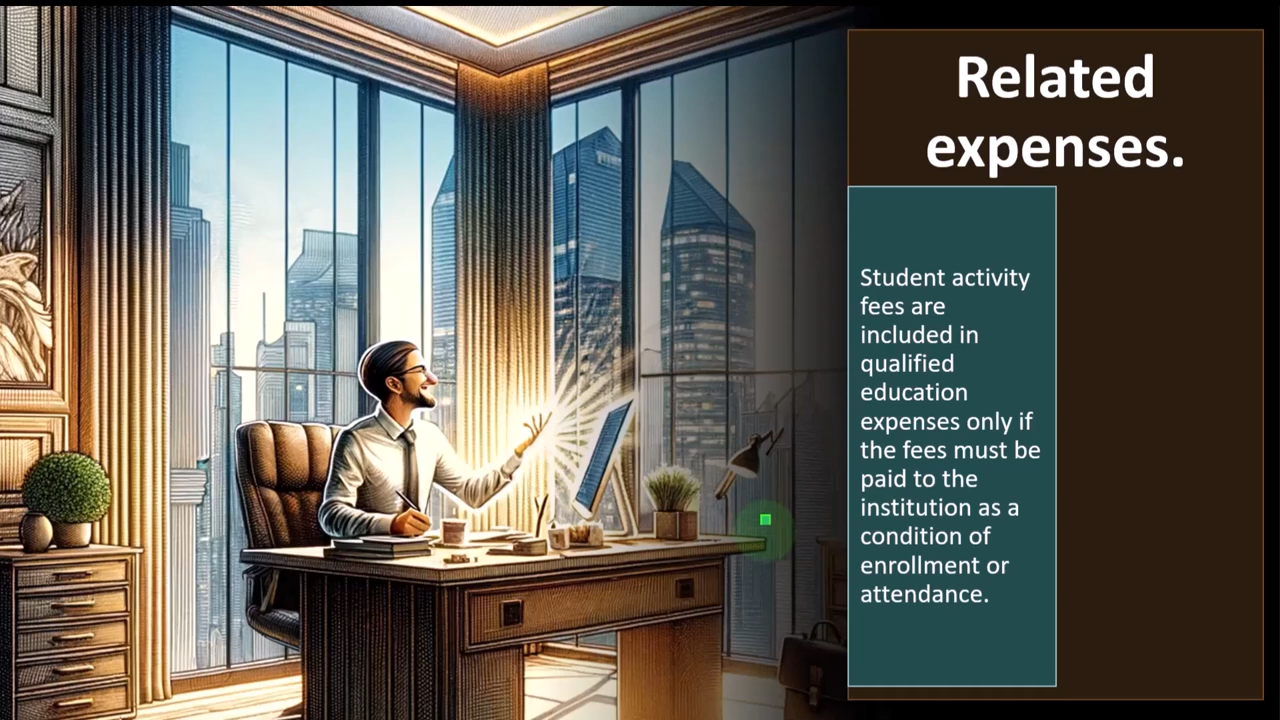 Related
expenses.
Student activity
fees are
included in
qualified
education
expenses only if
the fees must be
paid to the
institution as a
condition of
enrollment or
attendance.